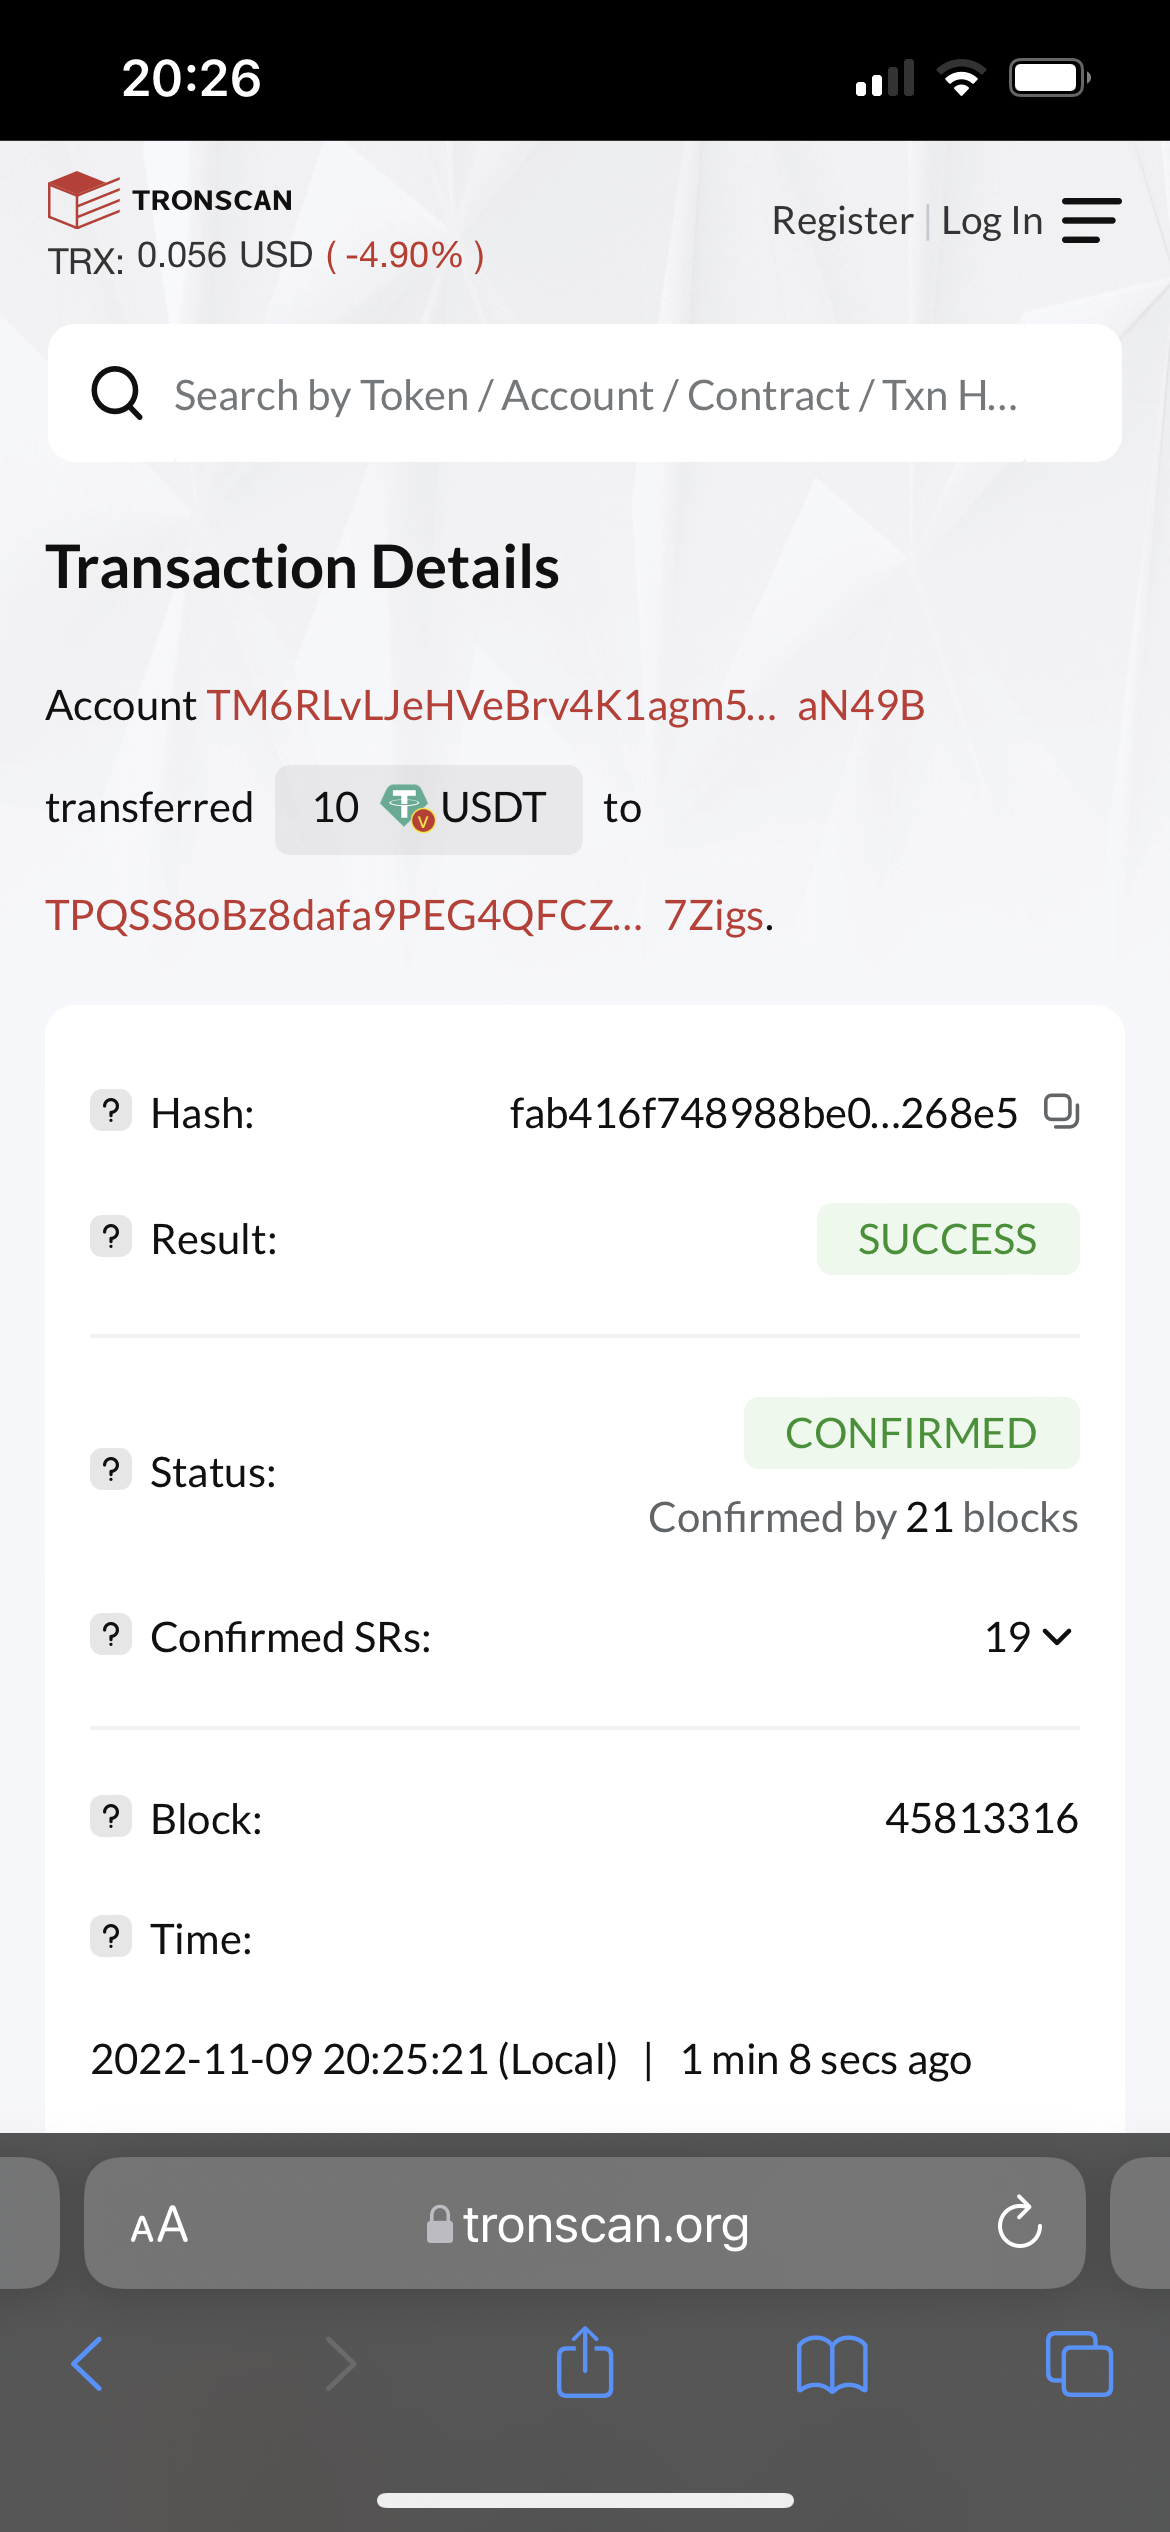 20:26
TRONSCAN
TRX: 0.056 USD ( -4.90% )
Register | Log In
Search by Token / Account / Contract / Txn H...
Transaction Details
Account TM6RLvLJeHVeBrv4K1agm5... aN49B
transferred 10 USDT to
TPQSS8oBz8dafa9PEG4QFCZ... 7Zigs.
? Hash: fab416f748988be0...268e5
? Result: SUCCESS
CONFIRMED
? Status:
Confirmed by 21 blocks
? Confirmed SRs: 19
? Block: 45813316
? Time:
2022-11-09 20:25:21 (Local) | 1 min 8 secs ago
AA tronscan.org